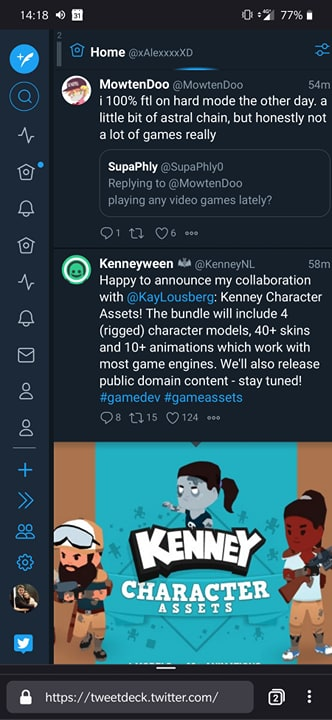 14:18
31
77%
2
Home @xAlexxxxXD
MowtenDoo @MowtenDoo 54m
i 100% ftl on hard mode the other day. a
little bit of astral chain, but honestly not
a lot of games really
SupaPhly @SupaPhly0
Replying to @MowtenDoo
playing any video games lately?
1 6
Kenneyween @KenneyNL 58m
Happy to announce my collaboration
with @KayLousberg: Kenney Character
Assets! The bundle will include 4
(rigged) character models, 40+ skins
and 10+ animations which work with
most game engines. We'll also release
public domain content - stay tuned!
#gamedev #gameassets
8 15 124
KENNEY
CHARACTER
ASSETS
https://tweetdeck.twitter.com/
2